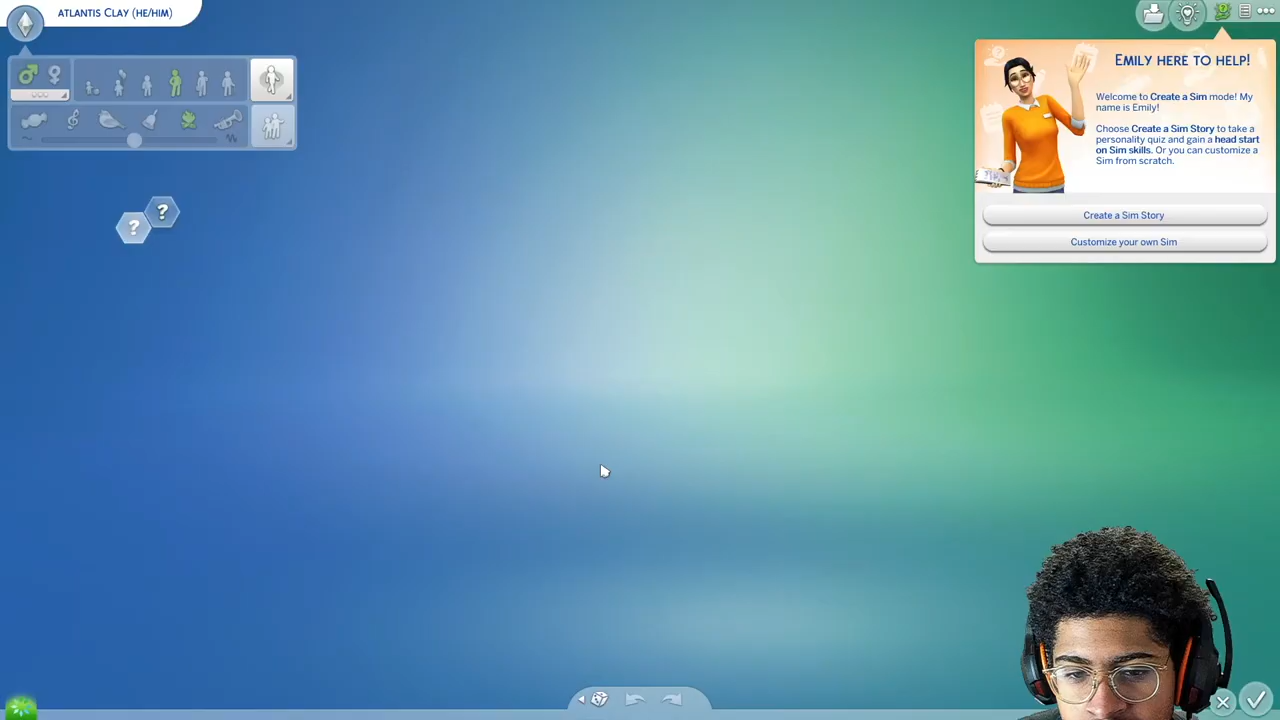 ATLANTIS CLAY (HE/HIM)
EMILY HERE TO HELP!
Welcome to Create a Sim mode! My
name is Emily!
Choose Create a Sim Story to take a
personality quiz and gain a head start
on Sim skills. Or you can customize a
Sim from scratch.
Create a Sim Story
Customize your own Sim
? ?